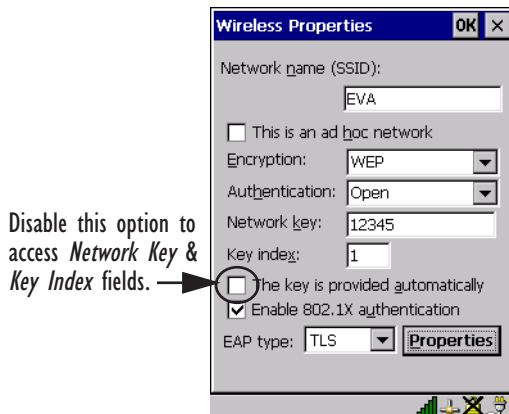 Wireless Properties OK ×
Network name (SSID):
EVA
This is an ad hoc network
Encryption: WEP
Authentication: Open
Network key: 12345
Key index: 1
The key is provided automatically
Enable 802.1X authentication
EAP type: TLS Properties
Disable this option to
access Network Key &
Key Index fields.